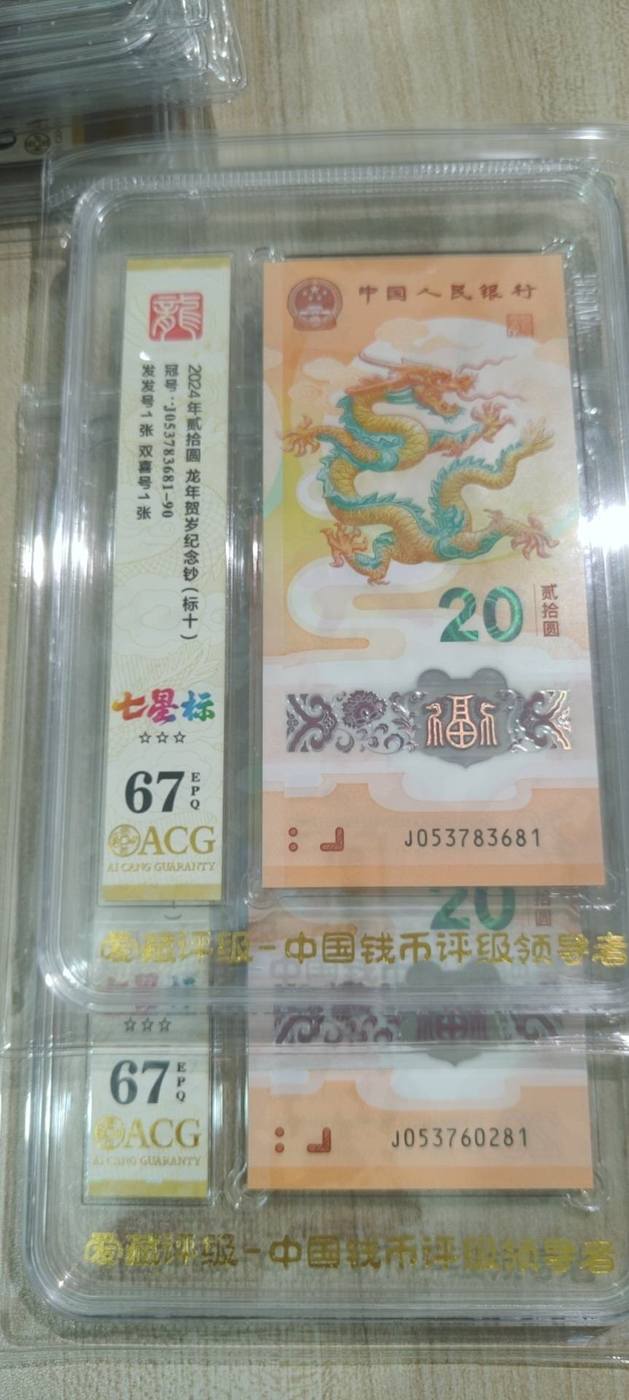 龍
2024年贰拾圆 龙年贺岁纪念钞（标十）
冠号：J053783681-90
发发号1张 双喜号1张
七星标
☆☆☆
67 EPQ
ACG
AI CANG GUARANTY
中国人民银行
20
贰拾圆
福
J053783681
20
拾圆
爱藏评级-中国钱币评级领导者
☆☆☆
67 EPQ
ACG
AI CANG GUARANTY
J053760281
爱藏评级-中国钱币评级领导者